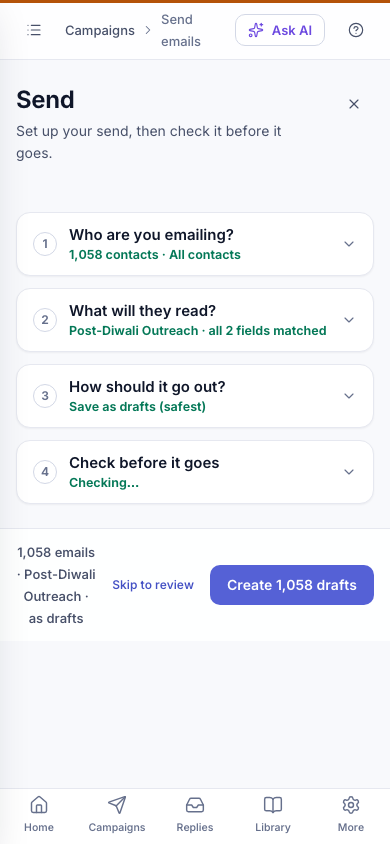 Campaigns
Send
emails
Ask AI
Send
Set up your send, then check it before it
goes.
1
Who are you emailing?
1,058 contacts · All contacts
2
What will they read?
Post-Diwali Outreach · all 2 fields matched
3
How should it go out?
Save as drafts (safest)
4
Check before it goes
Checking...
1,058 emails
· Post-Diwali
Outreach ·
as drafts
Skip to review
Create 1,058 drafts
Home
Campaigns
Replies
Library
More